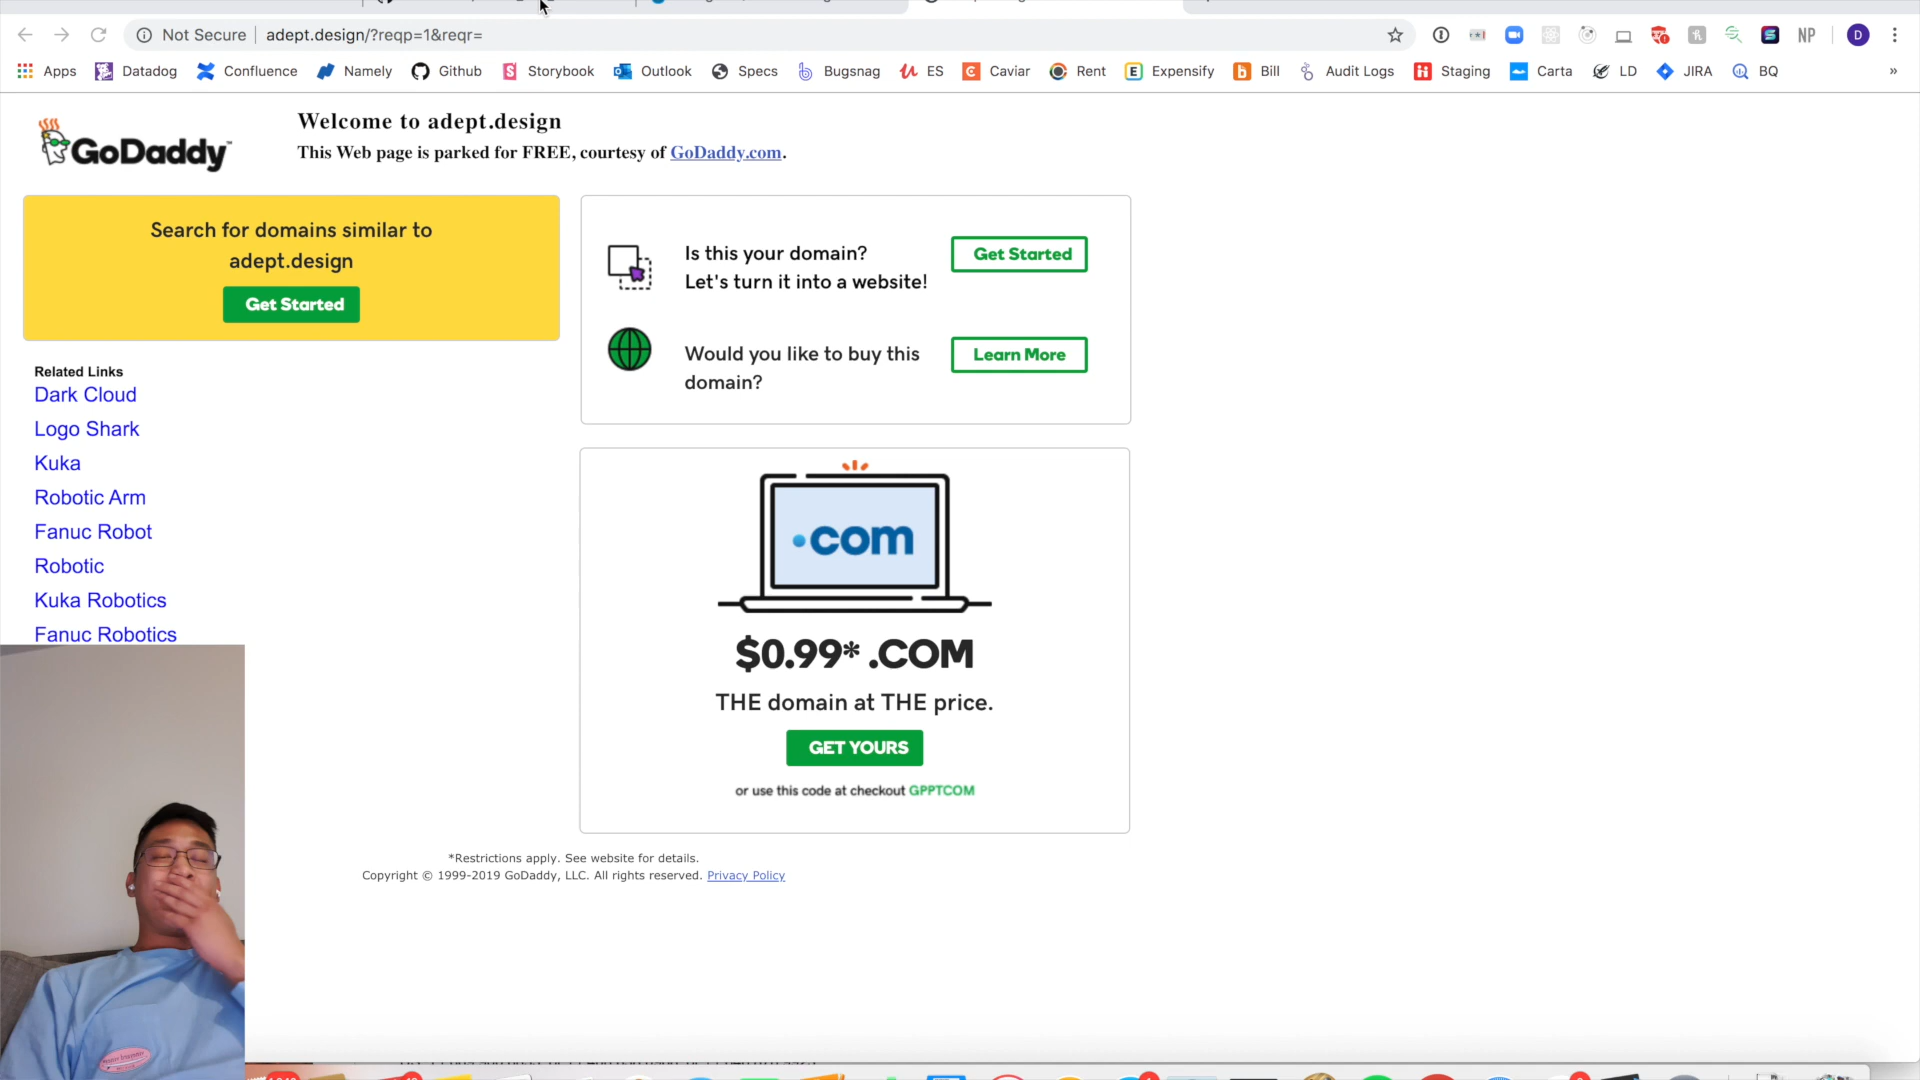 Not Secure adept.design/?reqp=1&reqr= NP D
Apps Datadog Confluence Namely Github Storybook Outlook Specs Bugsnag ES Caviar Rent Expensify Bill Audit Logs Staging Carta LD JIRA BQ »
GoDaddy™
Welcome to adept.design
This Web page is parked for FREE, courtesy of GoDaddy.com.
Search for domains similar to
adept.design
Get Started
Is this your domain?
Let's turn it into a website!
Get Started
Would you like to buy this
domain?
Learn More
Related Links
Dark Cloud
Logo Shark
Kuka
Robotic Arm
Fanuc Robot
Robotic
Kuka Robotics
Fanuc Robotics
.com
$0.99* .COM
THE domain at THE price.
GET YOURS
or use this code at checkout GPPTCOM
*Restrictions apply. See website for details.
Copyright © 1999-2019 GoDaddy, LLC. All rights reserved. Privacy Policy